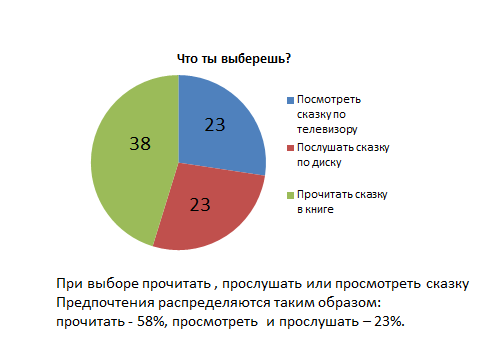 Что ты выберешь?
23
38
23
Посмотреть
сказку по
телевизору
Послушать сказку
по диску
Прочитать сказку
в книге
При выборе прочитать , прослушать или просмотреть сказку
Предпочтения распределяются таким образом:
прочитать - 58%, просмотреть и прослушать – 23%.